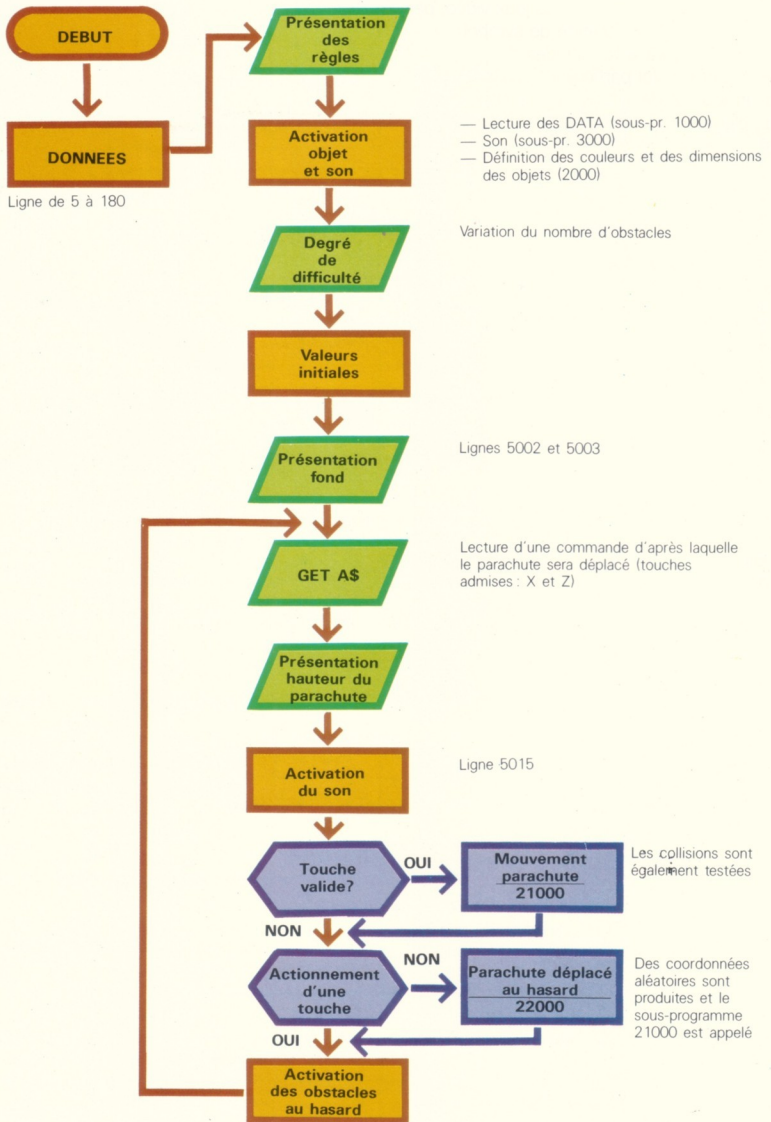 DEBUT
DONNEES
Ligne de 5 à 180
Présentation
des
règles
Activation
objet
et son
— Lecture des DATA (sous-pr. 1000)
— Son (sous-pr. 3000)
— Définition des couleurs et des dimensions
des objets (2000)
Degré
de
difficulté
Variation du nombre d'obstacles
Valeurs
initiales
Présentation
fond
Lignes 5002 et 5003
GET A$
Lecture d'une commande d'après laquelle
le parachute sera déplacé (touches
admises : X et Z)
Présentation
hauteur du
parachute
Activation
du son
Ligne 5015
Touche
valide?
OUI
Mouvement
parachute
21000
Les collisions sont
également testées
NON
Actionnement
d'une
touche
NON
Parachute déplacé
au hasard
22000
Des coordonnées
aléatoires sont
produites et le
sous-programme
21000 est appelé
OUI
Activation
des obstacles
au hasard